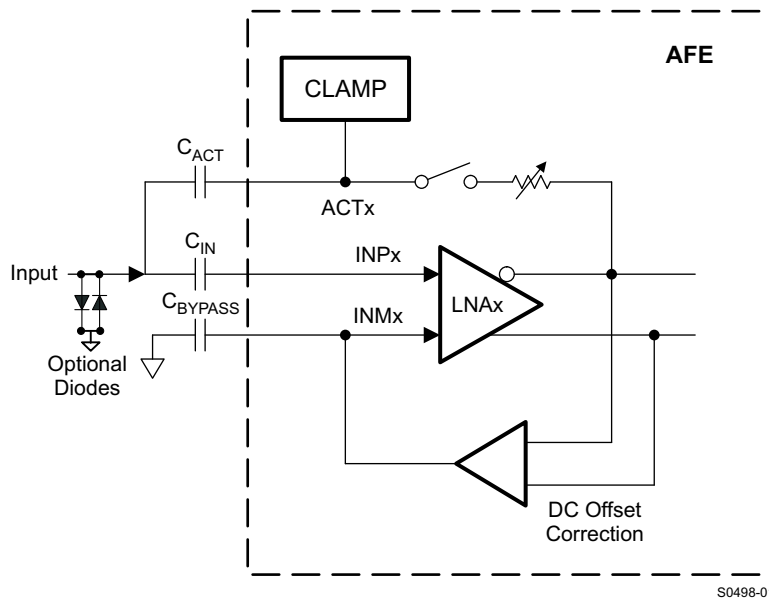 AFE
CLAMP
C_ACT
ACTx
Input
C_IN
INPx
C_BYPASS
INMx
LNAx
Optional
Diodes
DC Offset
Correction
S0498-0